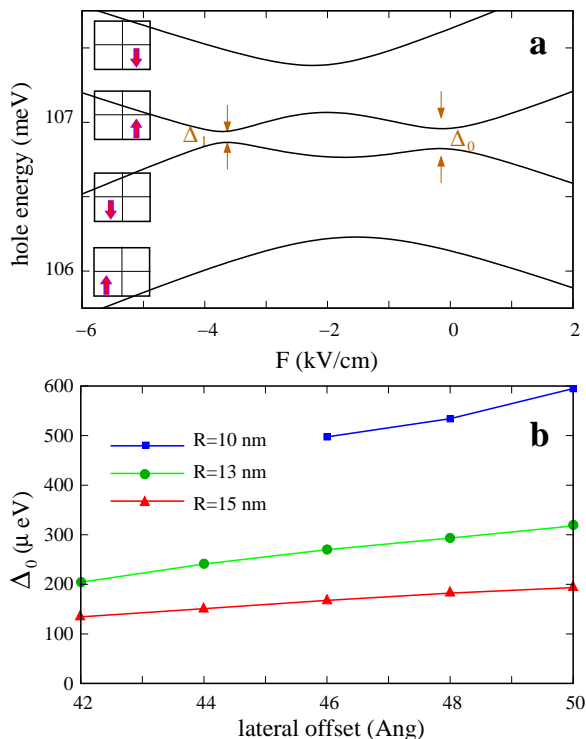 a
107
106
hole energy (meV)
Δ1
Δ0
−6 −4 −2 0 2
F (kV/cm)
600
500
400
300
200
100
0
b
R=10 nm
R=13 nm
R=15 nm
Δ0 (μ eV)
42 44 46 48 50
lateral offset (Ang)